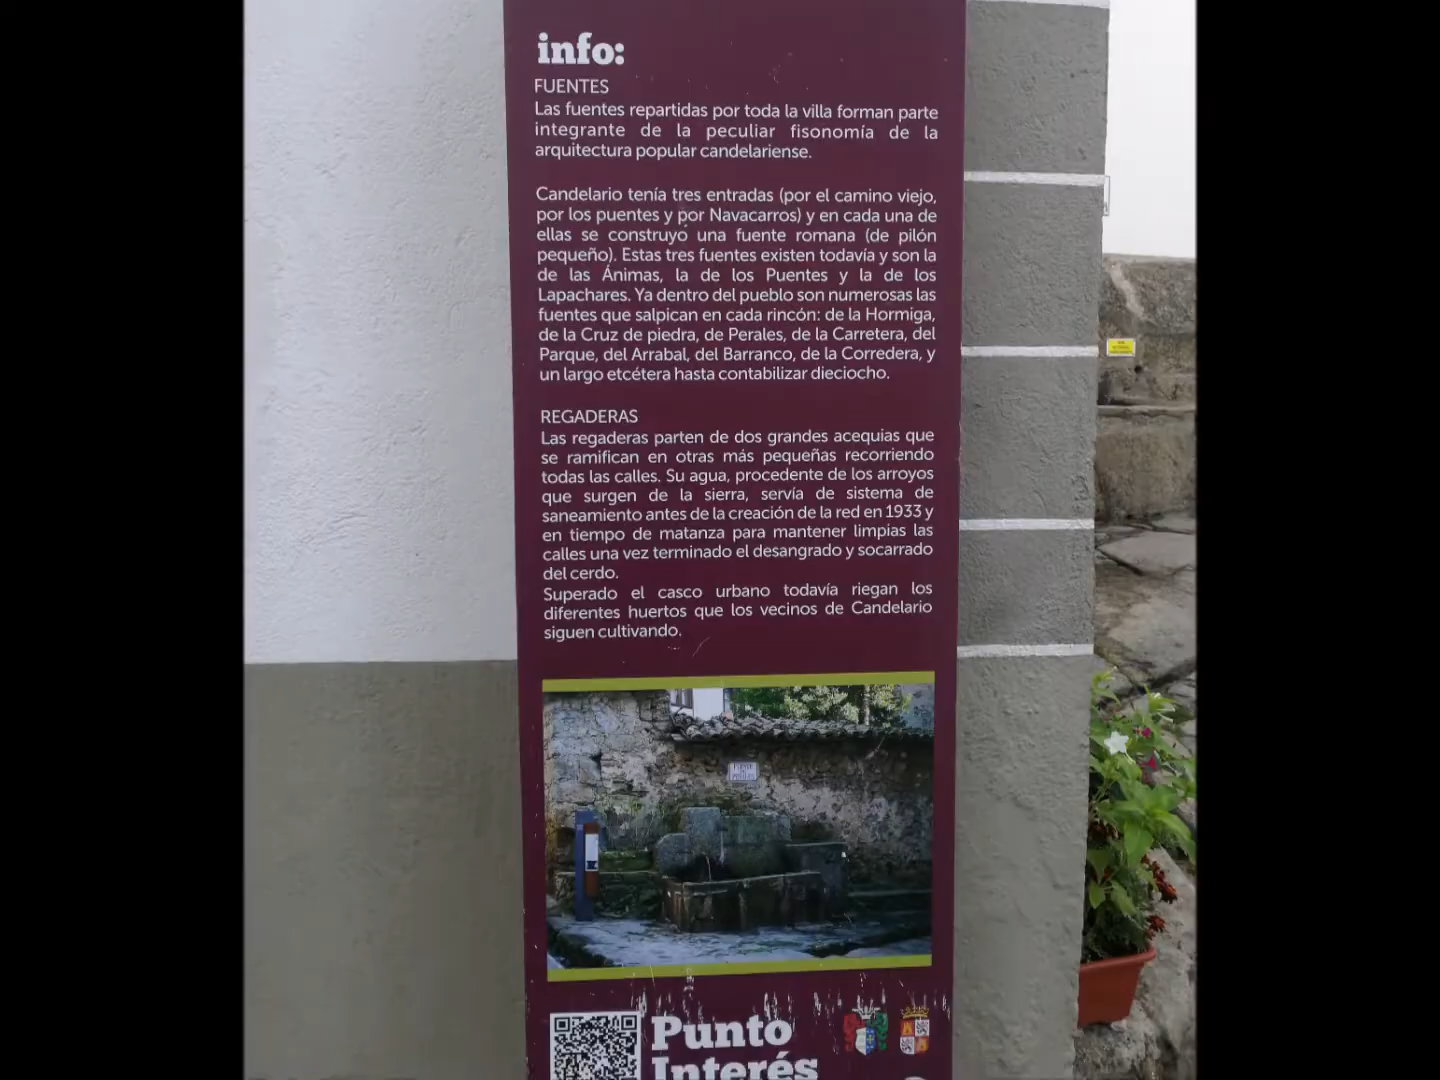 info:
FUENTES
Las fuentes repartidas por toda la villa forman parte
integrante de la peculiar fisonomía de la
arquitectura popular candelariense.
Candelario tenía tres entradas (por el camino viejo,
por los puentes y por Navacarros) y en cada una de
ellas se construyó una fuente romana (de pilón
pequeño). Estas tres fuentes existen todavía y son la
de las Ánimas, la de los Puentes y la de los
Lapachares. Ya dentro del pueblo son numerosas las
fuentes que salpican en cada rincón: de la Hormiga,
de la Cruz de piedra, de Perales, de la Carretera, del
Parque, del Arrabal, del Barranco, de la Corredera, y
un largo etcétera hasta contabilizar dieciocho.
REGADERAS
Las regaderas parten de dos grandes acequias que
se ramifican en otras más pequeñas recorriendo
todas las calles. Su agua, procedente de los arroyos
que surgen de la sierra, servía de sistema de
saneamiento antes de la creación de la red en 1933 y
en tiempo de matanza para mantener limpias las
calles una vez terminado el desangrado y socarrado
del cerdo.
Superado el casco urbano todavía riegan los
diferentes huertos que los vecinos de Candelario
siguen cultivando.
Punto
Interés